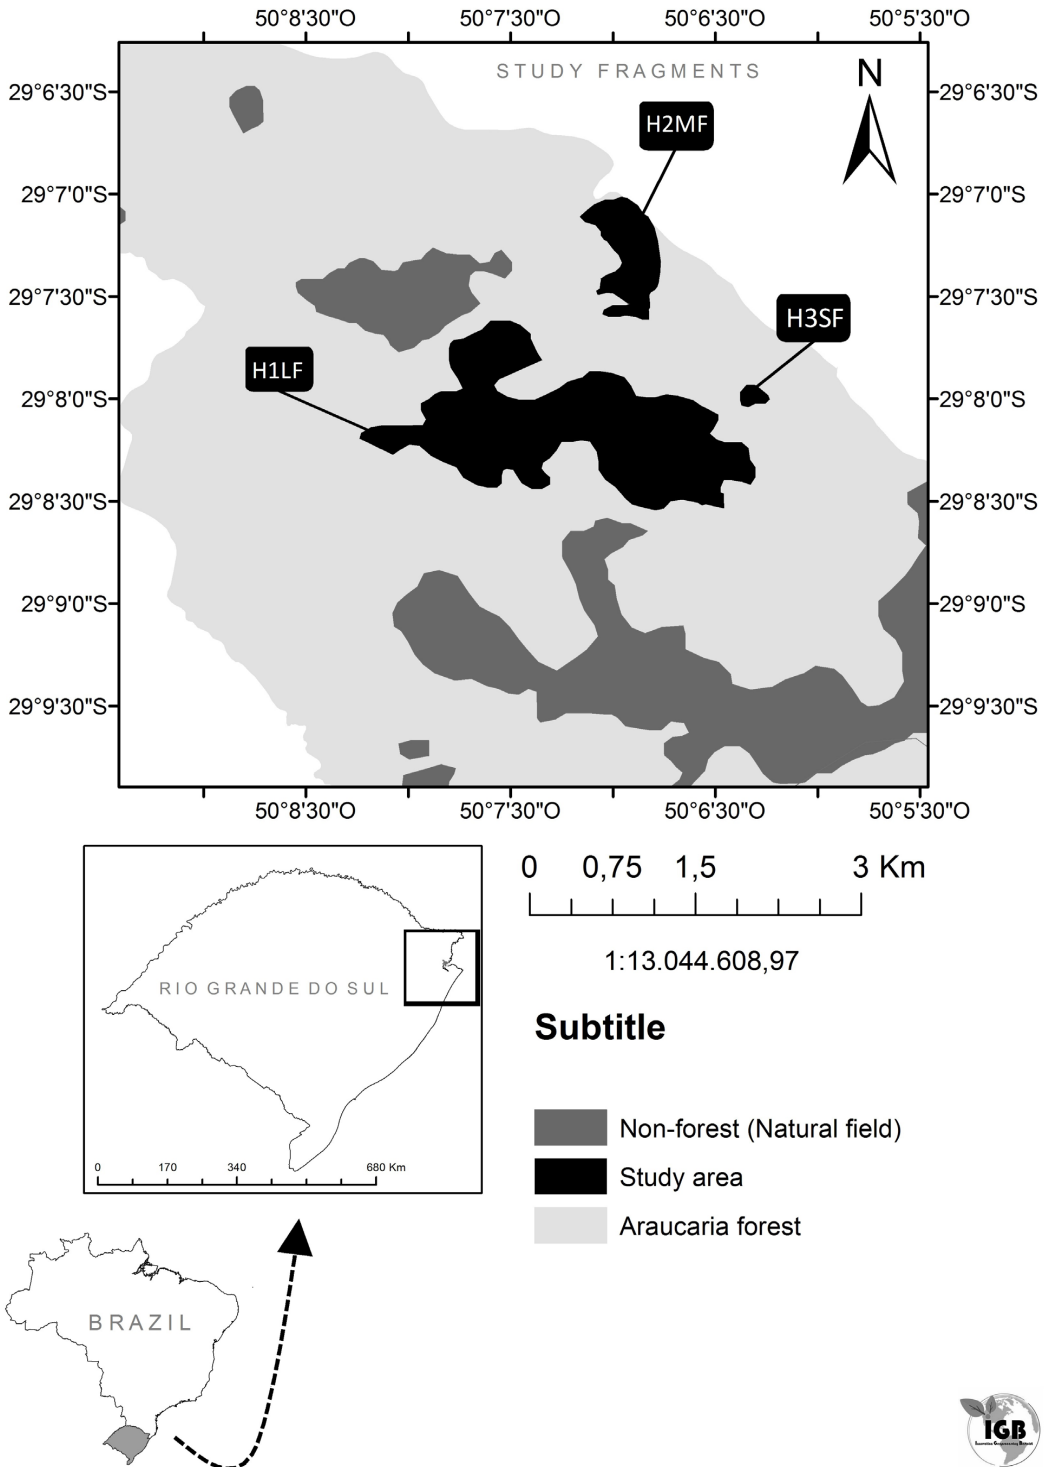 50°8'30"O 50°7'30"O 50°6'30"O 50°5'30"O
STUDY FRAGMENTS
N
29°6'30"S 29°6'30"S
H2MF
29°7'0"S 29°7'0"S
29°7'30"S 29°7'30"S
H3SF
H1LF
29°8'0"S 29°8'0"S
29°8'30"S 29°8'30"S
29°9'0"S 29°9'0"S
29°9'30"S 29°9'30"S
50°8'30"O 50°7'30"O 50°6'30"O 50°5'30"O
0 0,75 1,5 3 Km
1:13.044.608,97
RIO GRANDE DO SUL
0 170 340 680 Km
Subtitle
Non-forest (Natural field)
Study area
Araucaria forest
BRAZIL
IGB